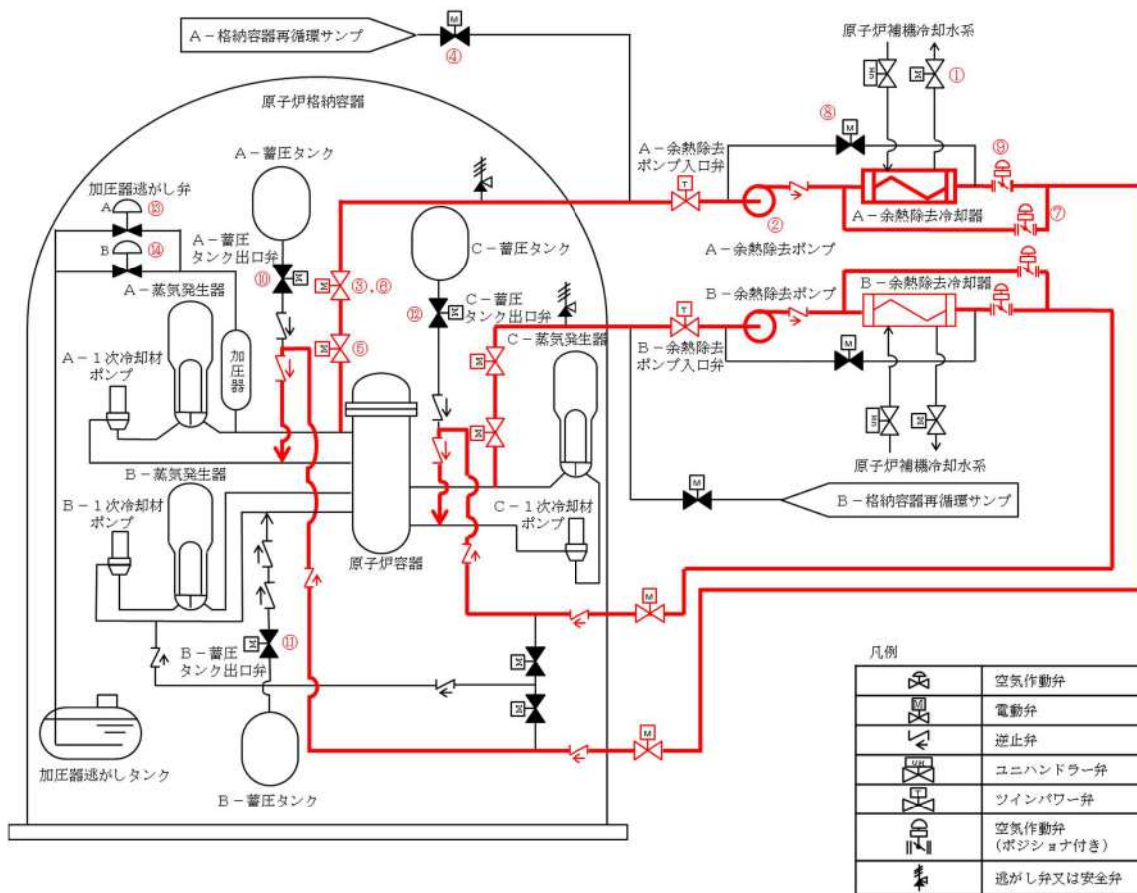 A-格納容器再循環サンプ
M
④
原子炉補機冷却水系
①
原子炉格納容器
⑧
M
A-余熱除去
ポンプ入口弁
T
⑨
A-蓄圧タンク
加圧器逃がし弁
A
⑬
B
⑭
A-蓄圧
タンク出口弁
⑩
M
C-蓄圧タンク
②
A-余熱除去冷却器
⑦
A-余熱除去ポンプ
③,⑥
M
⑤
M
C-蓄圧
タンク出口弁
⑫
M
B-余熱除去ポンプ
B-余熱除去冷却器
T
B-余熱除去
ポンプ入口弁
M
A-蒸気発生器
C-蒸気発生器
A-1次冷却材
ポンプ
加圧器
M
M
原子炉補機冷却水系
B-蒸気発生器
B-1次冷却材
ポンプ
C-1次冷却材
ポンプ
M
B-格納容器再循環サンプ
原子炉容器
M
⑪
M
B-蓄圧
タンク出口弁
M
M
M
加圧器逃がしタンク
B-蓄圧タンク
凡例
空気作動弁
M
電動弁
逆止弁
ユニハンドラー弁
T
ツインパワー弁
空気作動弁
(ポジショナ付き)
逃がし弁又は安全弁